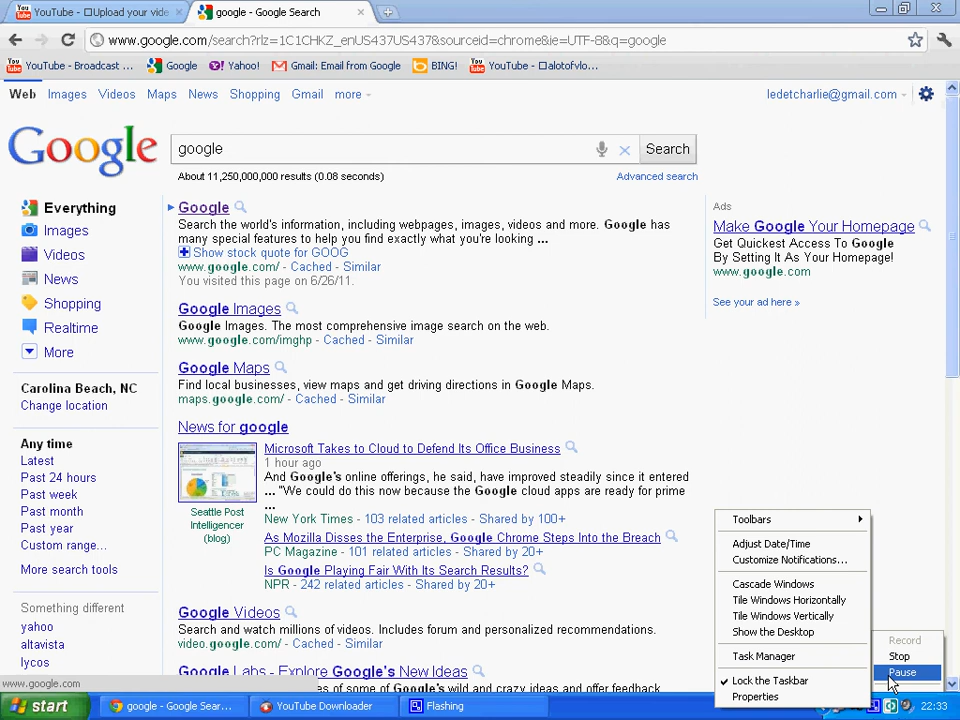 YouTube - □Upload your vide
google - Google Search
www.google.com/search?rlz=1C1CHKZ_enUS437US437&sourceid=chrome&ie=UTF-8&q=google
YouTube - Broadcast ...
Google
Yahoo!
Gmail: Email from Google
BING!
YouTube - □alotofvlo...
Web Images Videos Maps News Shopping Gmail more
ledetcharlie@gmail.com
Google
google
Search
About 11,250,000,000 results (0.08 seconds)
Advanced search
Everything
Images
Videos
News
Shopping
Realtime
More
Carolina Beach, NC
Change location
Any time
Latest
Past 24 hours
Past week
Past month
Past year
Custom range...
More search tools
Something different
yahoo
altavista
lycos
Google
Search the world's information, including webpages, images, videos and more. Google has
many special features to help you find exactly what you're looking ...
Show stock quote for GOOG
www.google.com/ - Cached - Similar
You visited this page on 6/26/11.
Google Images
Google Images. The most comprehensive image search on the web.
www.google.com/imghp - Cached - Similar
Google Maps
Find local businesses, view maps and get driving directions in Google Maps.
maps.google.com/ - Cached - Similar
News for google
Microsoft Takes to Cloud to Defend Its Office Business
1 hour ago
And Google's online offerings, he said, have improved steadily since it entered
... "We could do this now because the Google cloud apps are ready for prime
...
Seattle Post
Intelligencer
(blog)
New York Times - 103 related articles - Shared by 100+
As Mozilla Disses the Enterprise, Google Chrome Steps Into the Breach
PC Magazine - 101 related articles - Shared by 20+
Is Google Playing Fair With Its Search Results?
NPR - 242 related articles - Shared by 20+
Google Videos
Search and watch millions of videos. Includes forum and personalized recommendations.
video.google.com/ - Cached - Similar
Google Labs - Explore Google's New Ideas
of some of Google's wild and crazy ideas and offer
Ads
Make Google Your Homepage
Get Quickest Access To Google
By Setting It As Your Homepage!
www.google.com
See your ad here »
Toolbars
Adjust Date/Time
Customize Notifications...
Cascade Windows
Tile Windows Horizontally
Tile Windows Vertically
Show the Desktop
Task Manager
Lock the Taskbar
Properties
Record
Stop
Pause
www.google.com
start
google - Google Sear...
YouTube Downloader
Flashing
22:33